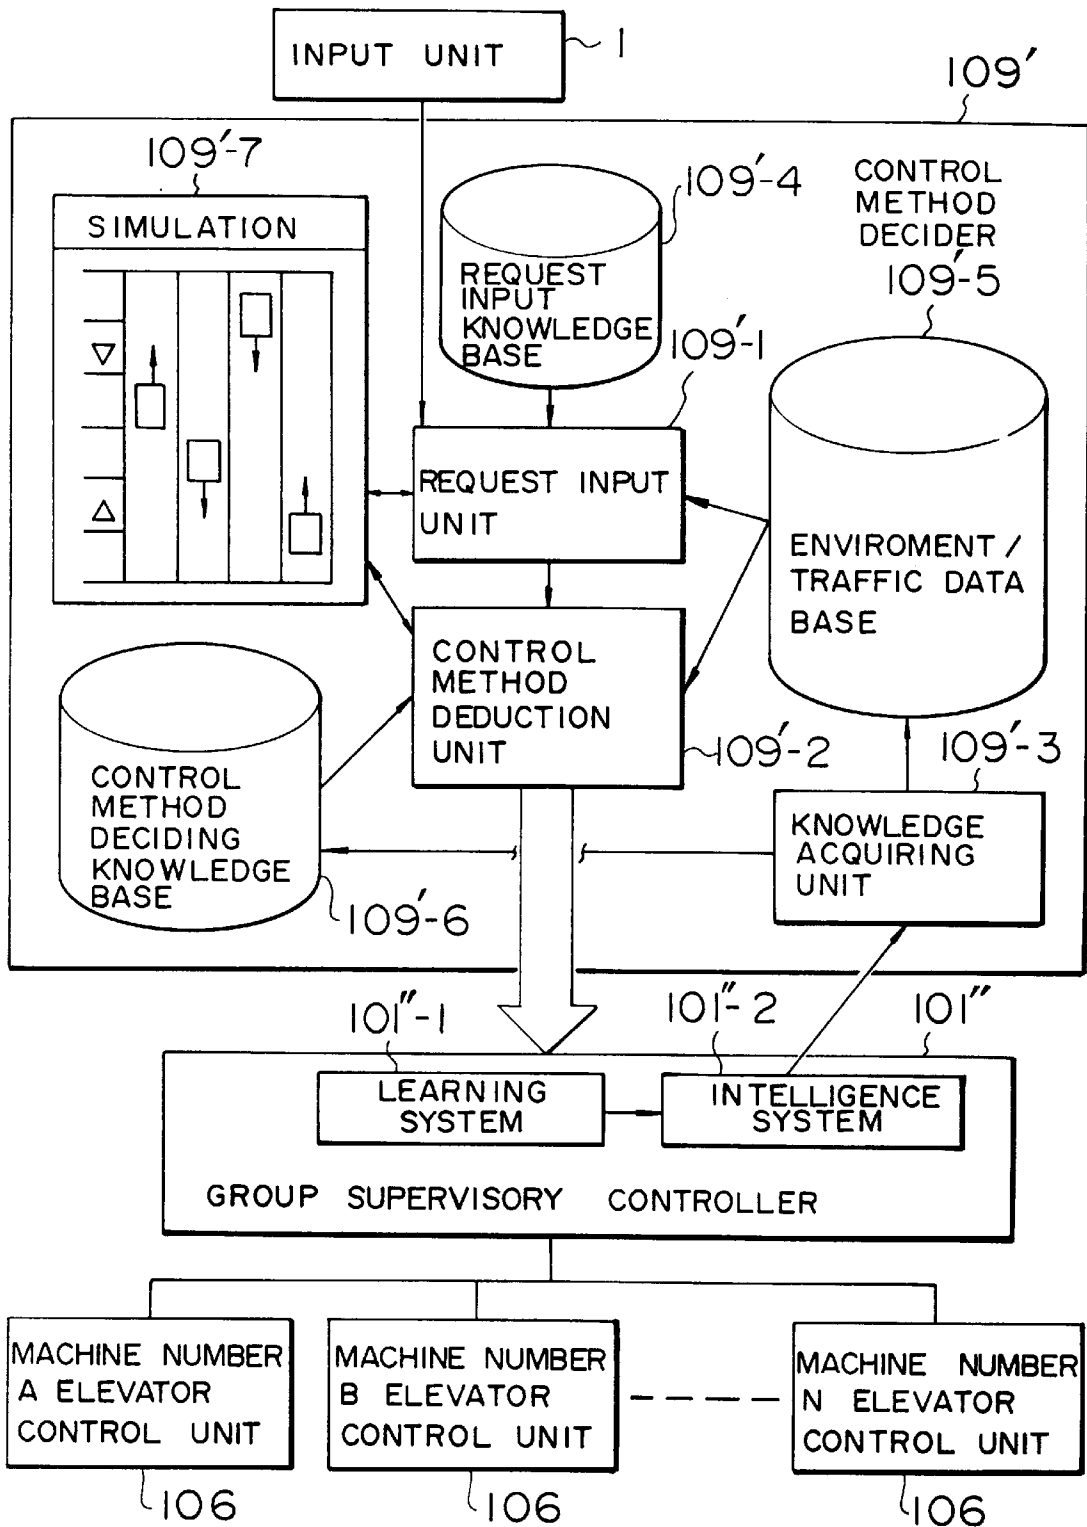 INPUT UNIT
1
109'
109'-7
SIMULATION
109'-4
REQUEST
INPUT
KNOWLEDGE
BASE
CONTROL
METHOD
DECIDER
109'-5
109'-1
REQUEST INPUT
UNIT
ENVIROMENT /
TRAFFIC DATA
BASE
CONTROL
METHOD
DEDUCTION
UNIT
109'-2
109'-3
CONTROL
METHOD
DECIDING
KNOWLEDGE
BASE
109'-6
KNOWLEDGE
ACQUIRING
UNIT
101"-1
101"-2
101"
LEARNING
SYSTEM
INTELLIGENCE
SYSTEM
GROUP SUPERVISORY CONTROLLER
MACHINE NUMBER
A ELEVATOR
CONTROL UNIT
106
MACHINE NUMBER
B ELEVATOR
CONTROL UNIT
106
MACHINE NUMBER
N ELEVATOR
CONTROL UNIT
106